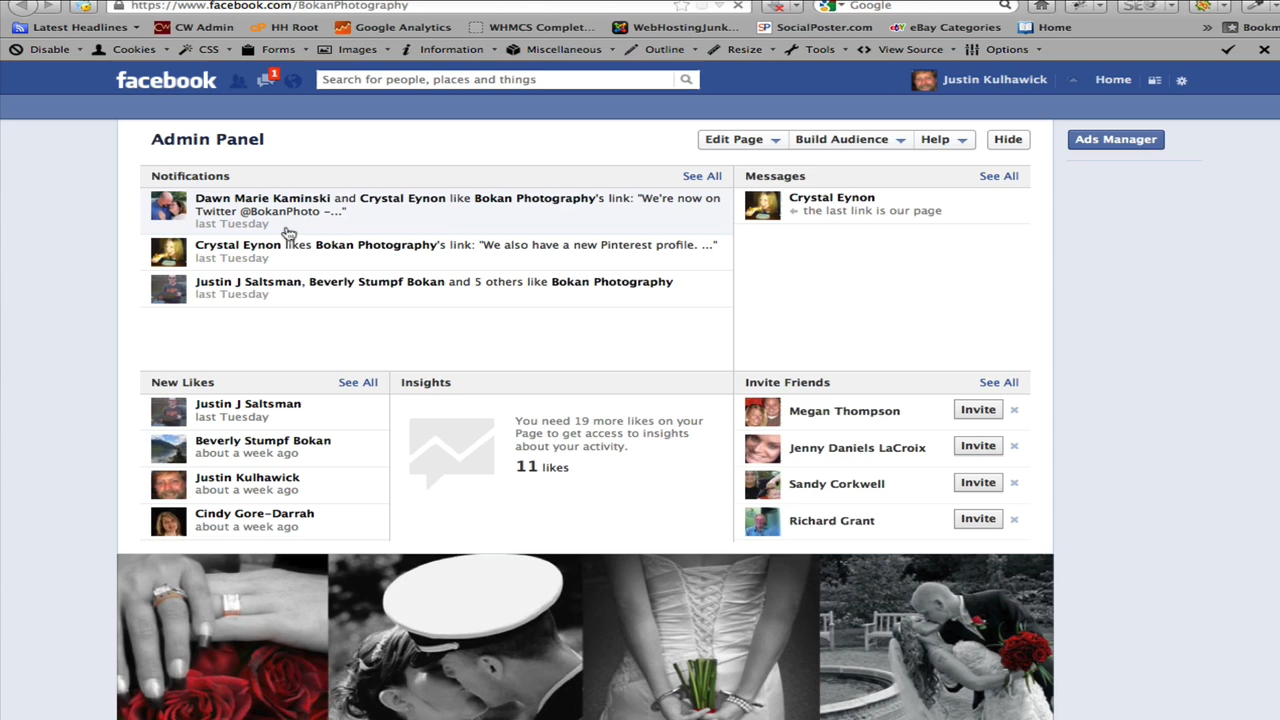 https://www.facebook.com/BokanPhotography
Google
Latest Headlines
CW Admin
HH Root
Google Analytics
WHMCS Complet...
WebHostingJunk...
SocialPoster.com
eBay Categories
Home
»
Bookm
Disable
Cookies
CSS
Forms
Images
Information
Miscellaneous
Outline
Resize
Tools
View Source
Options
facebook
1
Search for people, places and things
Justin Kulhawick
Home
Admin Panel
Edit Page
Build Audience
Help
Hide
Ads Manager
Notifications
See All
Dawn Marie Kaminski and Crystal Eynon like Bokan Photography's link: "We're now on
Twitter @BokanPhoto -..."
last Tuesday
Crystal Eynon likes Bokan Photography's link: "We also have a new Pinterest profile. ..."
last Tuesday
Justin J Saltsman, Beverly Stumpf Bokan and 5 others like Bokan Photography
last Tuesday
Messages
See All
Crystal Eynon
the last link is our page
New Likes
See All
Justin J Saltsman
last Tuesday
Beverly Stumpf Bokan
about a week ago
Justin Kulhawick
about a week ago
Cindy Gore-Darrah
about a week ago
Insights
You need 19 more likes on your
Page to get access to insights
about your activity.
11 likes
Invite Friends
See All
Megan Thompson
Invite
Jenny Daniels LaCroix
Invite
Sandy Corkwell
Invite
Richard Grant
Invite